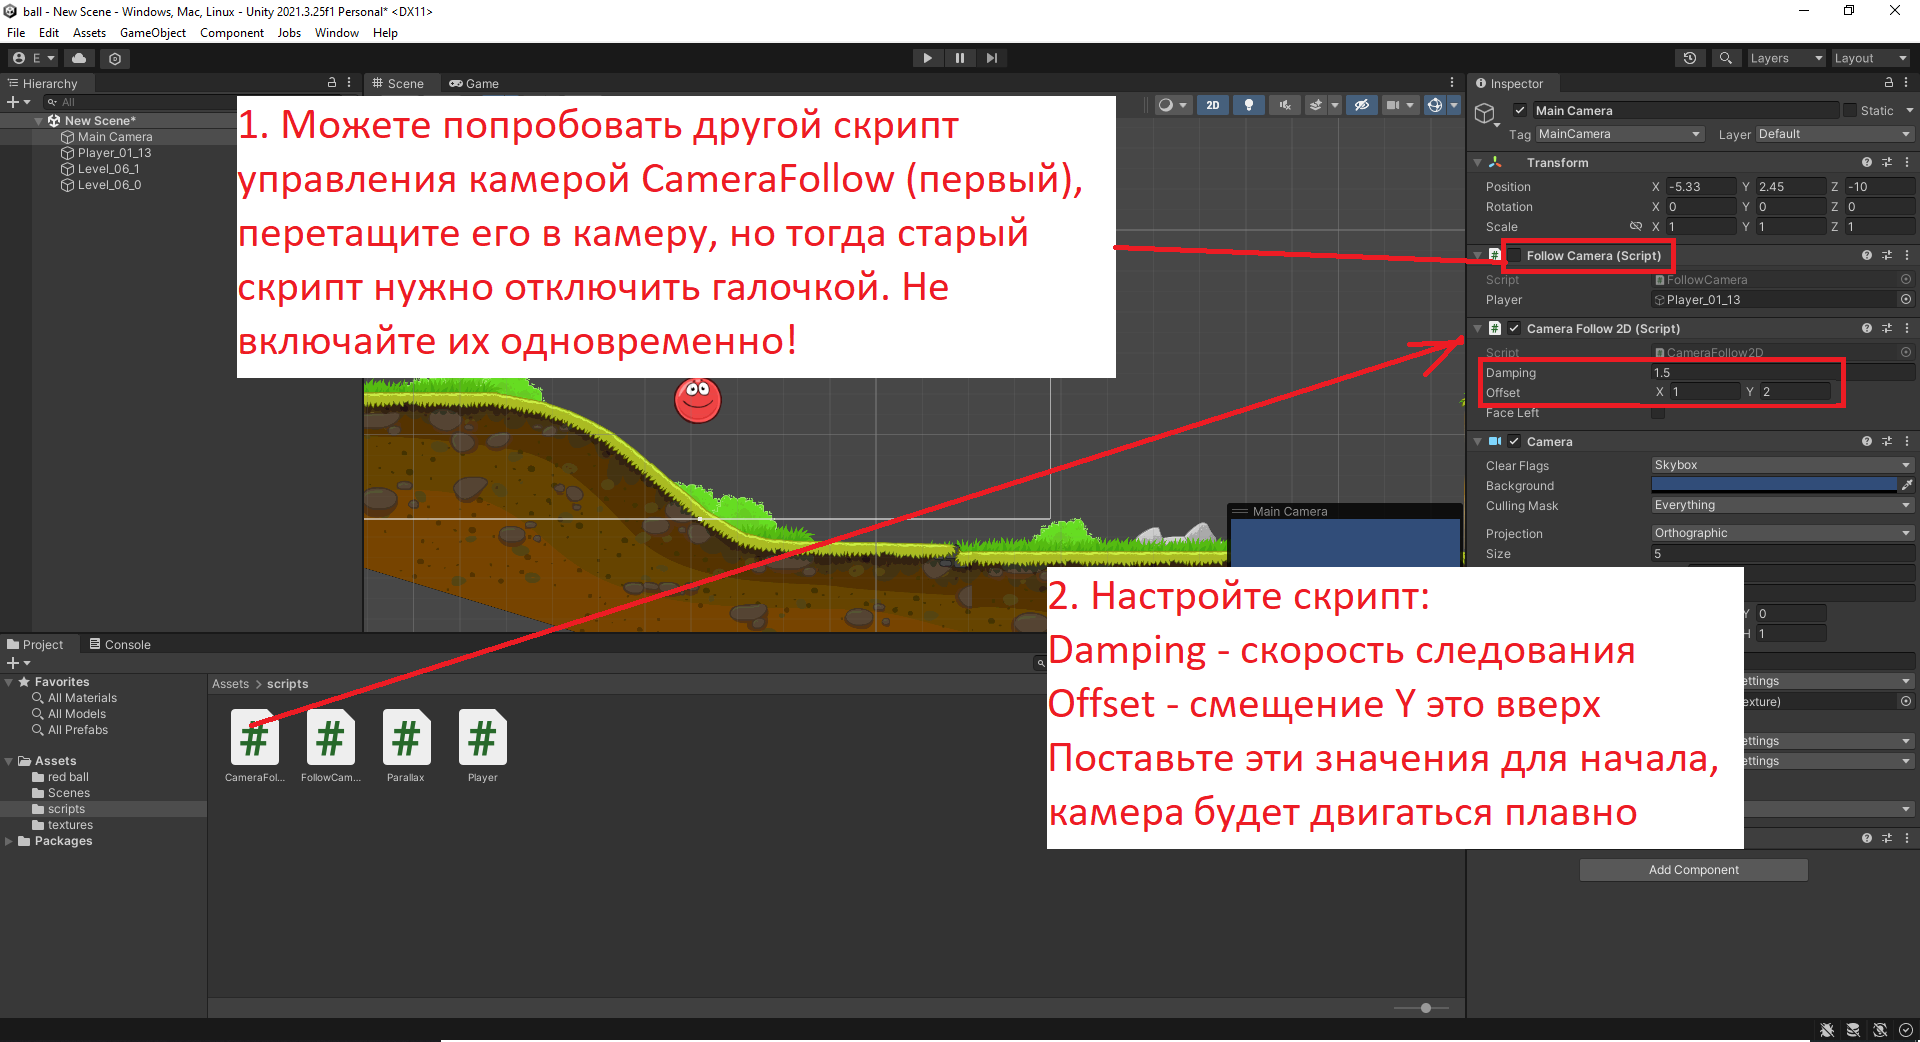 ball - New Scene - Windows, Mac, Linux - Unity 2021.3.25f1 Personal* <DX11>
File Edit Assets GameObject Component Jobs Window Help
E
Layers
Layout
Hierarchy
All
New Scene*
Main Camera
Player_01_13
Level_06_1
Level_06_0
Scene Game
2D
1. Можете попробовать другой скрипт
управления камерой CameraFollow (первый),
перетащите его в камеру, но тогда старый
скрипт нужно отключить галочкой. Не
включайте их одновременно!
Main Camera
2. Настройте скрипт:
Damping - скорость следования
Offset - смещение Y это вверх
Поставьте эти значения для начала,
камера будет двигаться плавно
Inspector
Main Camera Static
Tag MainCamera Layer Default
Transform
Position X -5.33 Y 2.45 Z -10
Rotation X 0 Y 0 Z 0
Scale X 1 Y 1 Z 1
# Follow Camera (Script)
Script FollowCamera
Player Player_01_13
# Camera Follow 2D (Script)
Script CameraFollow2D
Damping 1.5
Offset X 1 Y 2
Face Left
Camera
Clear Flags Skybox
Background
Culling Mask Everything
Projection Orthographic
Size 5
Y 0
H 1
ettings
exture)
ettings
ettings
Add Component
Project Console
Favorites
All Materials
All Models
All Prefabs
Assets
red ball
Scenes
scripts
textures
Packages
Assets > scripts
# # # #
CameraFol... FollowCam... Parallax Player